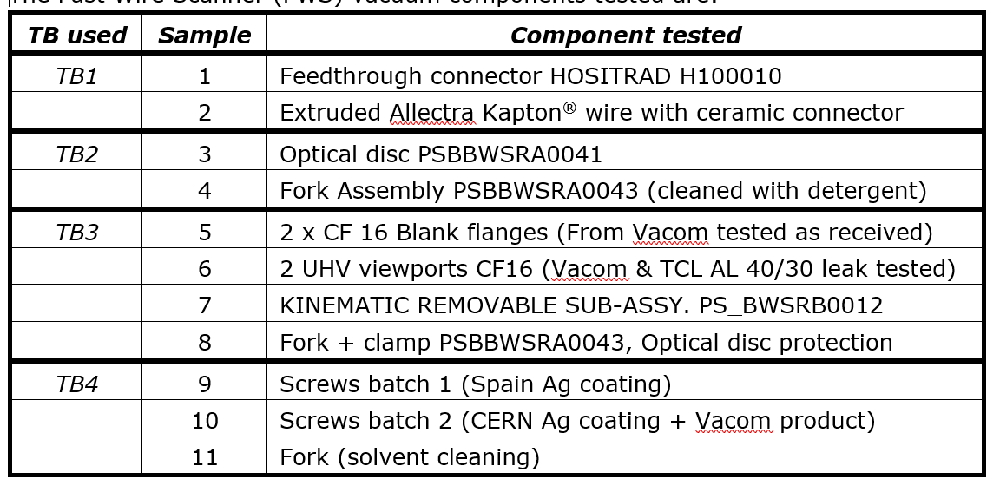 The Fast Wire Scanner (FWS) vacuum components tested are:
TB used Sample Component tested
TB1 1 Feedthrough connector HOSITRAD H100010
2 Extruded Allectra Kapton® wire with ceramic connector
TB2 3 Optical disc PSBBWSRA0041
4 Fork Assembly PSBBWSRA0043 (cleaned with detergent)
TB3 5 2 x CF 16 Blank flanges (From Vacom tested as received)
6 2 UHV viewports CF16 (Vacom & TCL AL 40/30 leak tested)
7 KINEMATIC REMOVABLE SUB-ASSY. PS_BWSRB0012
8 Fork + clamp PSBBWSRA0043, Optical disc protection
TB4 9 Screws batch 1 (Spain Ag coating)
10 Screws batch 2 (CERN Ag coating + Vacom product)
11 Fork (solvent cleaning)